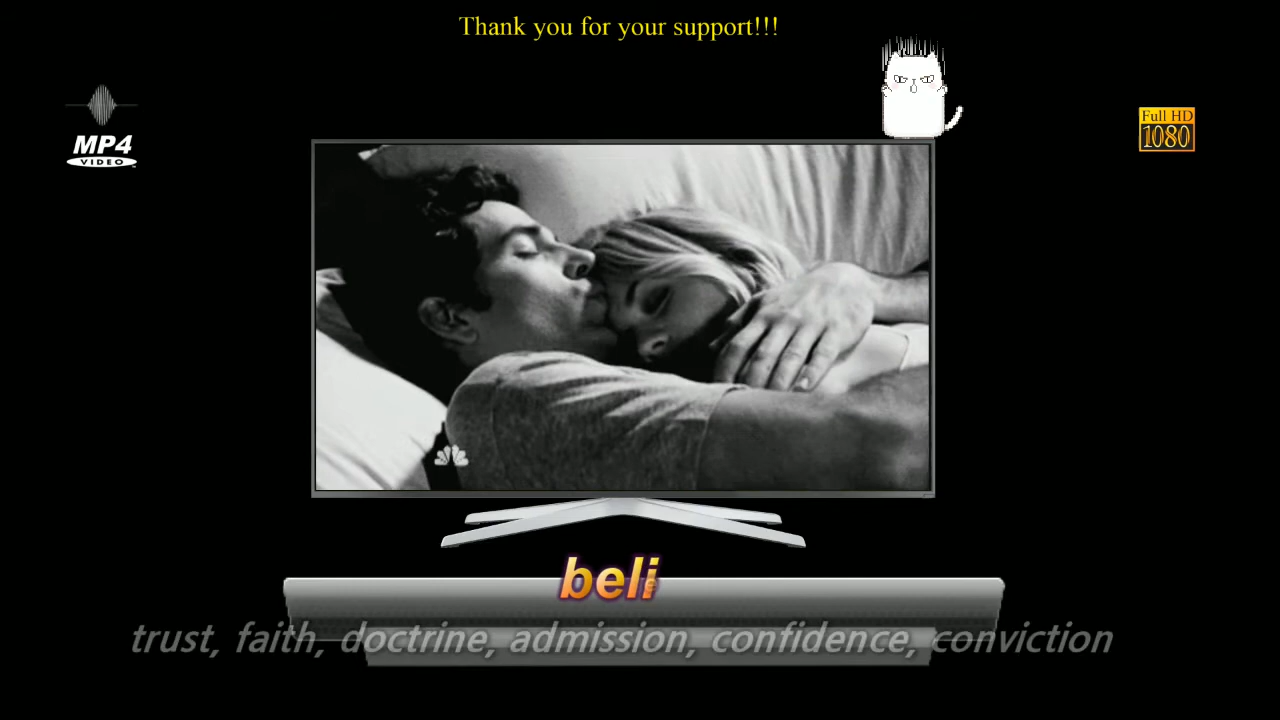 Thank you for your support!!!
MP4
VIDEO
Full HD
1080
beli
trust, faith, doctrine, admission, confidence, conviction